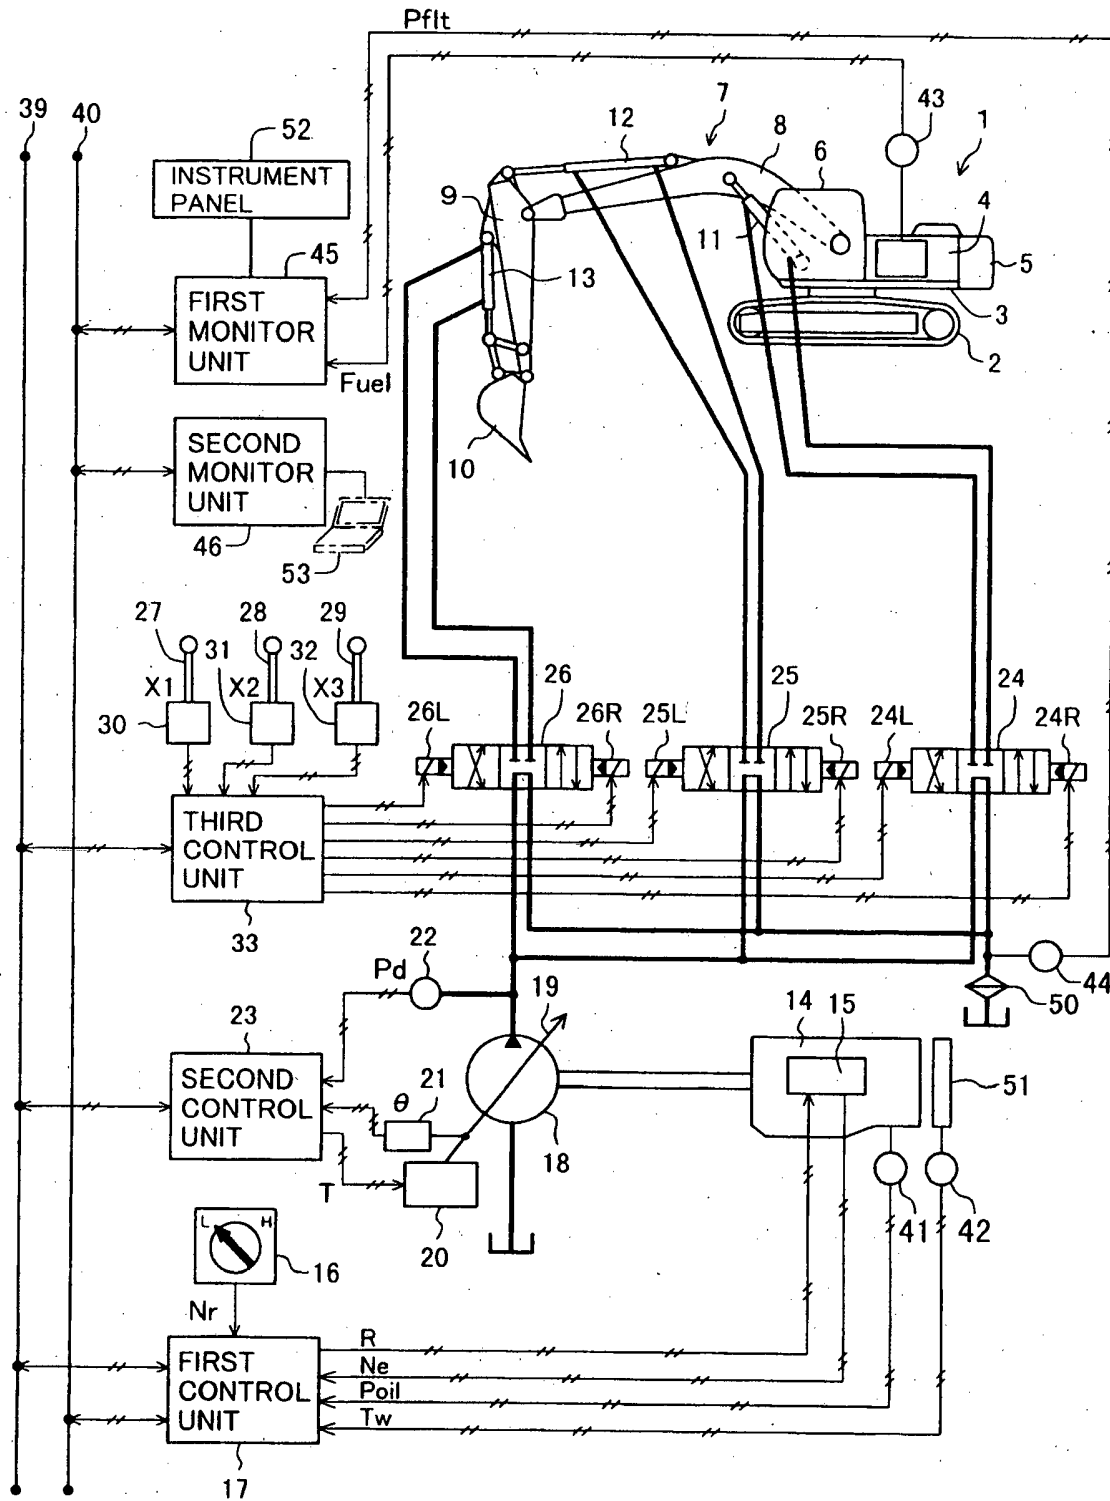 Pflt
39
40
52
INSTRUMENT
PANEL
45
FIRST
MONITOR
UNIT
Fuel
SECOND
MONITOR
UNIT
46
53
7
12
8
6
43
1
4
9
11
5
13
3
2
10
27
28
29
31
32
X1
X2
X3
30
26
25
24
26L
26R
25L
25R
24L
24R
THIRD
CONTROL
UNIT
33
22
Pd
44
50
19
14
15
23
SECOND
CONTROL
UNIT
θ
21
51
18
T
20
41
42
L
H
16
Nr
FIRST
CONTROL
UNIT
17
R
Ne
Poil
Tw